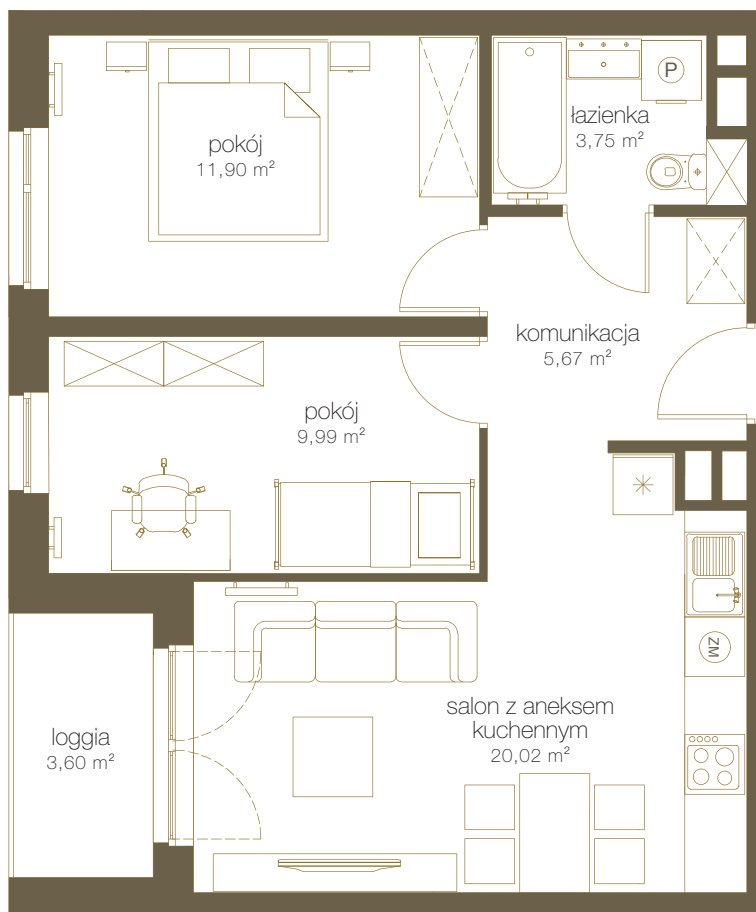 pokój
11,90 m²
P
łazienka
3,75 m²
komunikacja
5,67 m²
pokój
9,99 m²
ZM
salon z aneksem
kuchennym
20,02 m²
loggia
3,60 m²